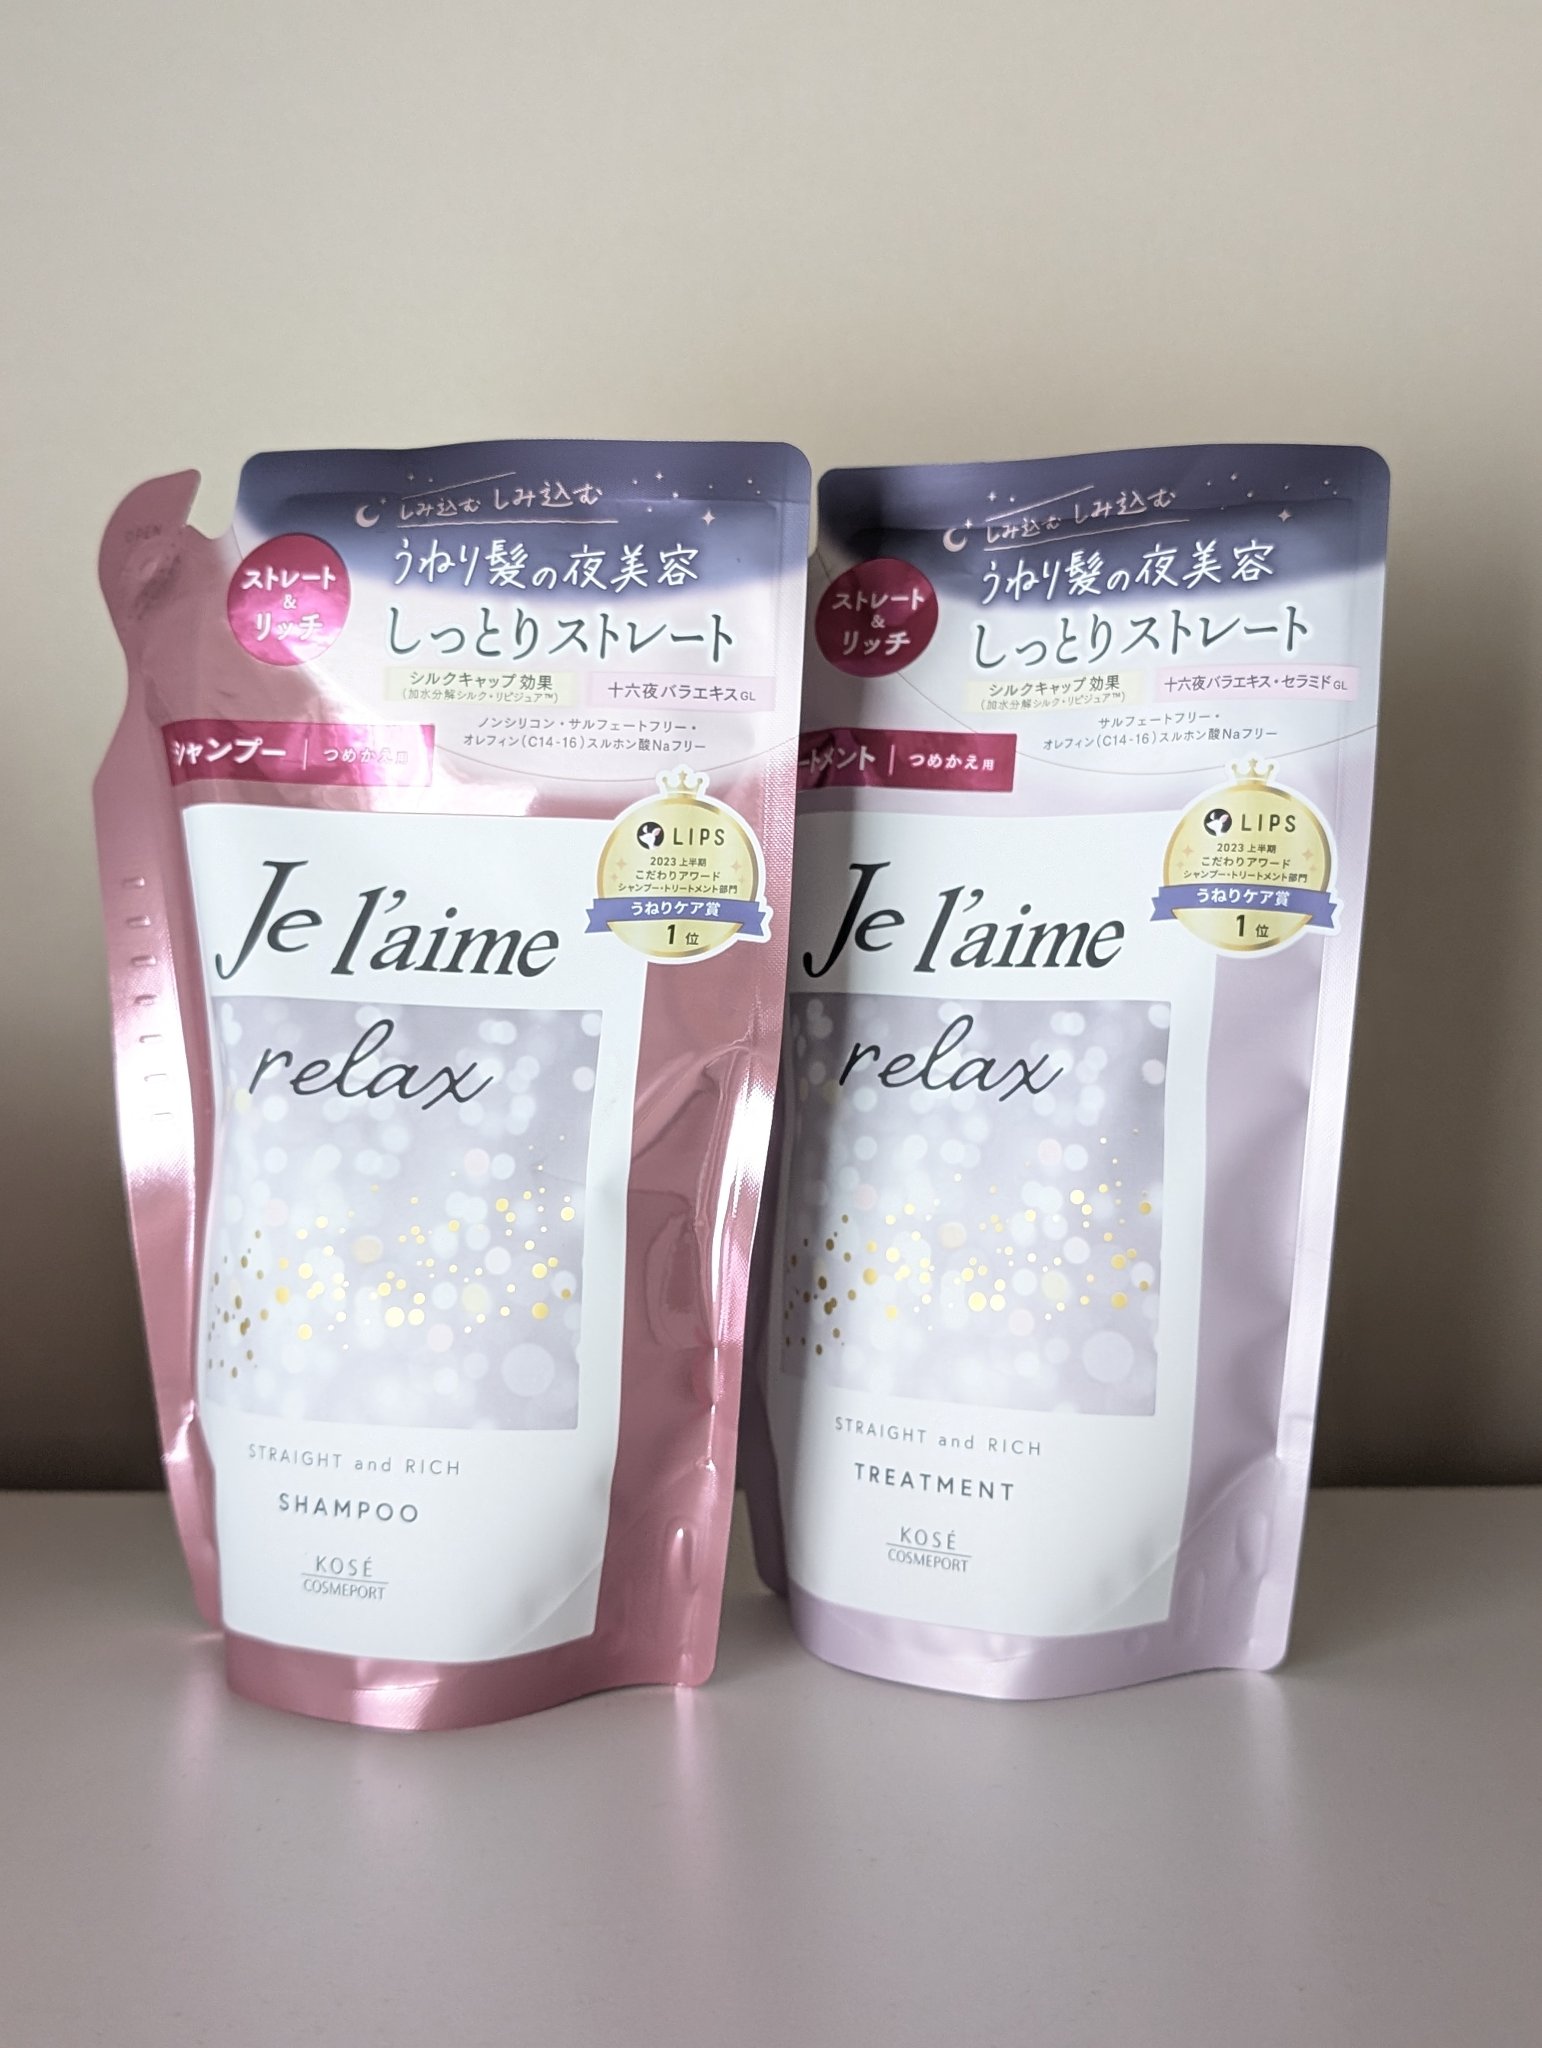 OPEN
しみ込むしみ込む
うねり髪の夜美容
ストレート
&
リッチ
しっとりストレート
シルクキャップ効果
(加水分解シルク・リピジュア™)
十六夜バラエキスGL
ノンシリコン・サルフェートフリー・
オレフィン(C14-16)スルホン酸Naフリー
シャンプー | つめかえ用
LIPS
2023 上半期
こだわりアワード
シャンプー・トリートメント部門
うねりケア賞
1位
Je l'aime
relax
STRAIGHT and RICH
SHAMPOO
KOSÉ
COSMEPORT
しみ込むしみ込む
うねり髪の夜美容
ストレート
&
リッチ
しっとりストレート
シルクキャップ効果
(加水分解シルク・リピジュア™)
十六夜バラエキス・セラミドGL
サルフェートフリー・
オレフィン(C14-16)スルホン酸Naフリー
ートメント | つめかえ用
LIPS
2023 上半期
こだわりアワード
シャンプー・トリートメント部門
うねりケア賞
1位
Je l'aime
relax
STRAIGHT and RICH
TREATMENT
KOSÉ
COSMEPORT